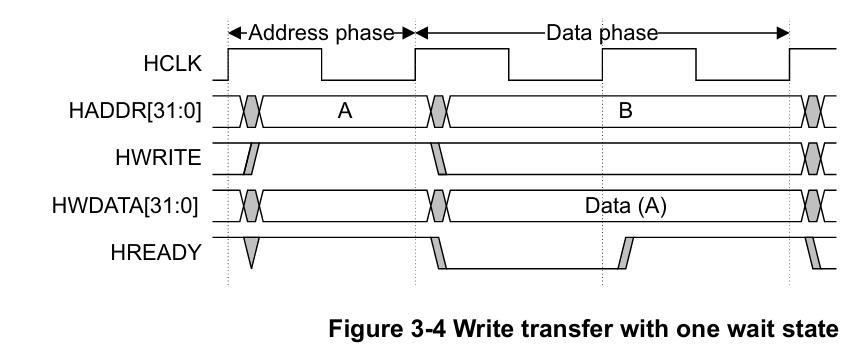 Address phase
Data phase
HCLK
HADDR[31:0]
A
B
HWRITE
HWDATA[31:0]
Data (A)
HREADY
Figure 3-4 Write transfer with one wait state